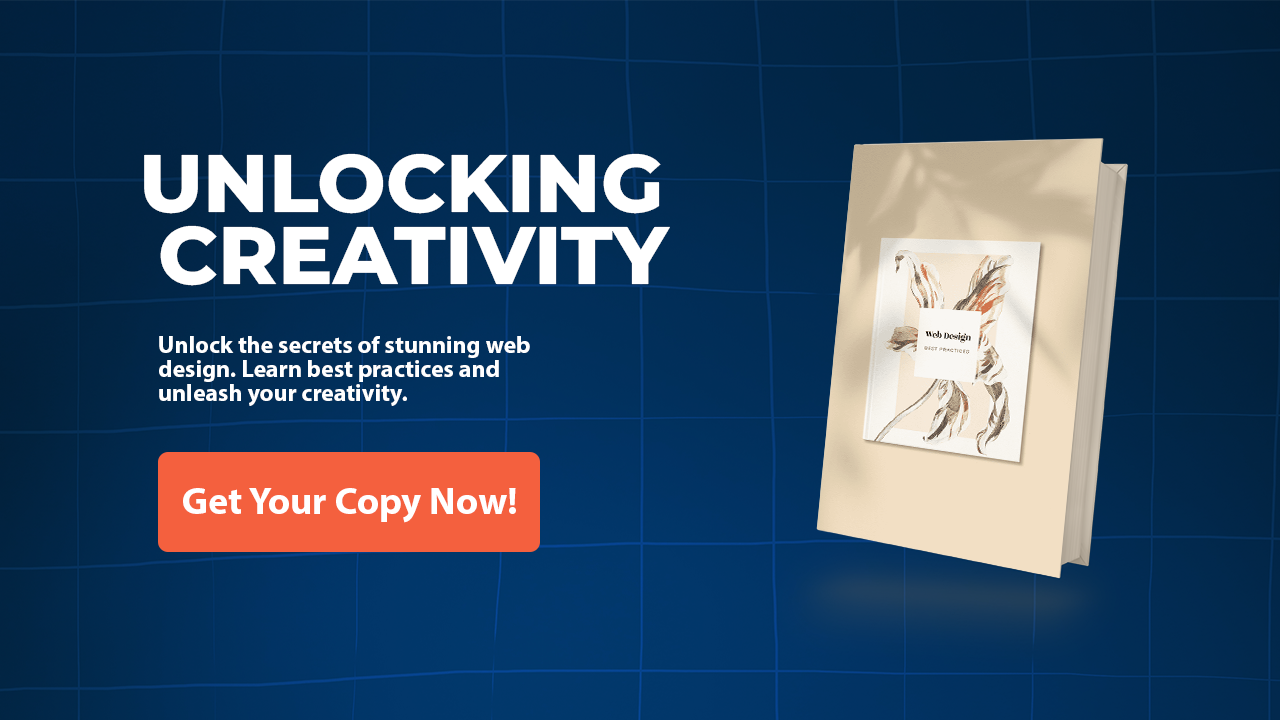 UNLOCKING
CREATIVITY
Unlock the secrets of stunning web
design. Learn best practices and
unleash your creativity.
Get Your Copy Now!
Web Design
BEST PRACTICES